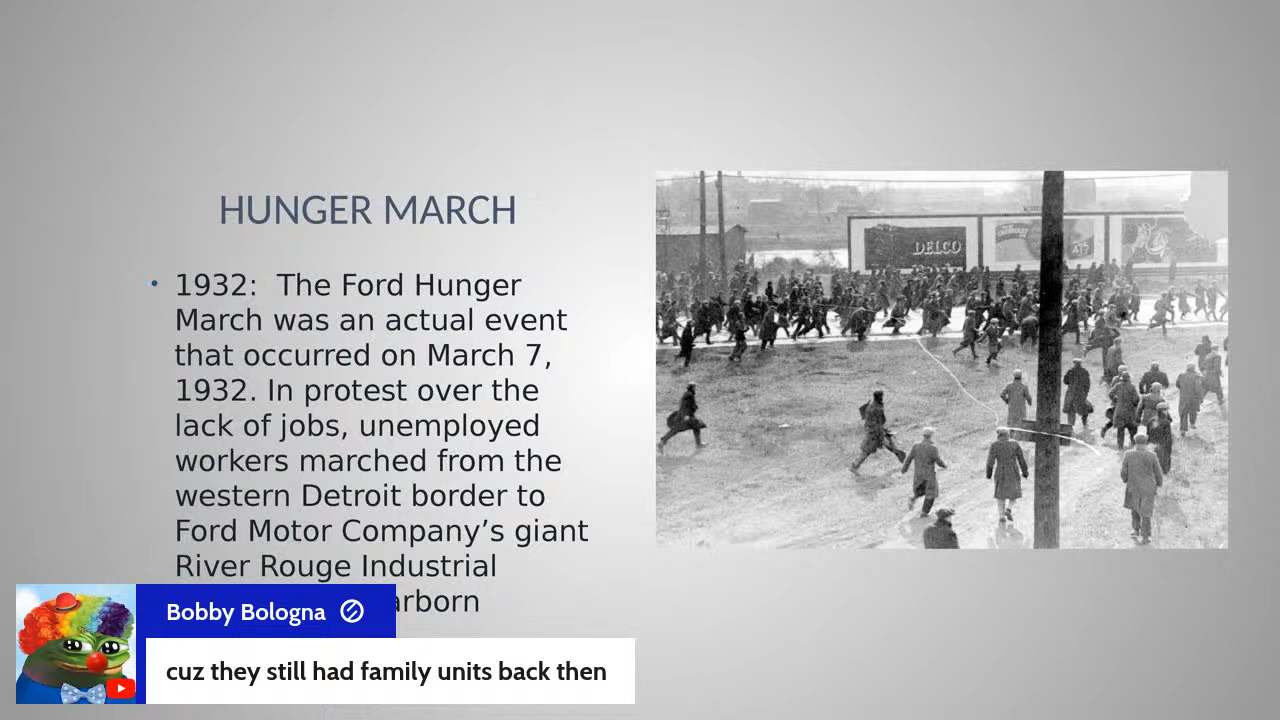 HUNGER MARCH
• 1932:  The Ford Hunger
March was an actual event
that occurred on March 7,
1932. In protest over the
lack of jobs, unemployed
workers marched from the
western Detroit border to
Ford Motor Company’s giant
River Rouge Industrial
arborn
DELCO
CHEVROLET
475
Bobby Bologna
cuz they still had family units back then